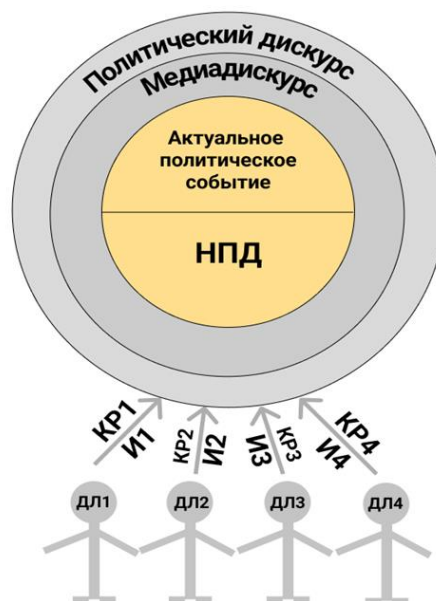 Политический дискурс
Медиадискурс
Актуальное
политическое
событие
НПД
КР1
И1
КР2
И2
И3
КР3
КР4
И4
ДЛ1
ДЛ2
ДЛ3
ДЛ4